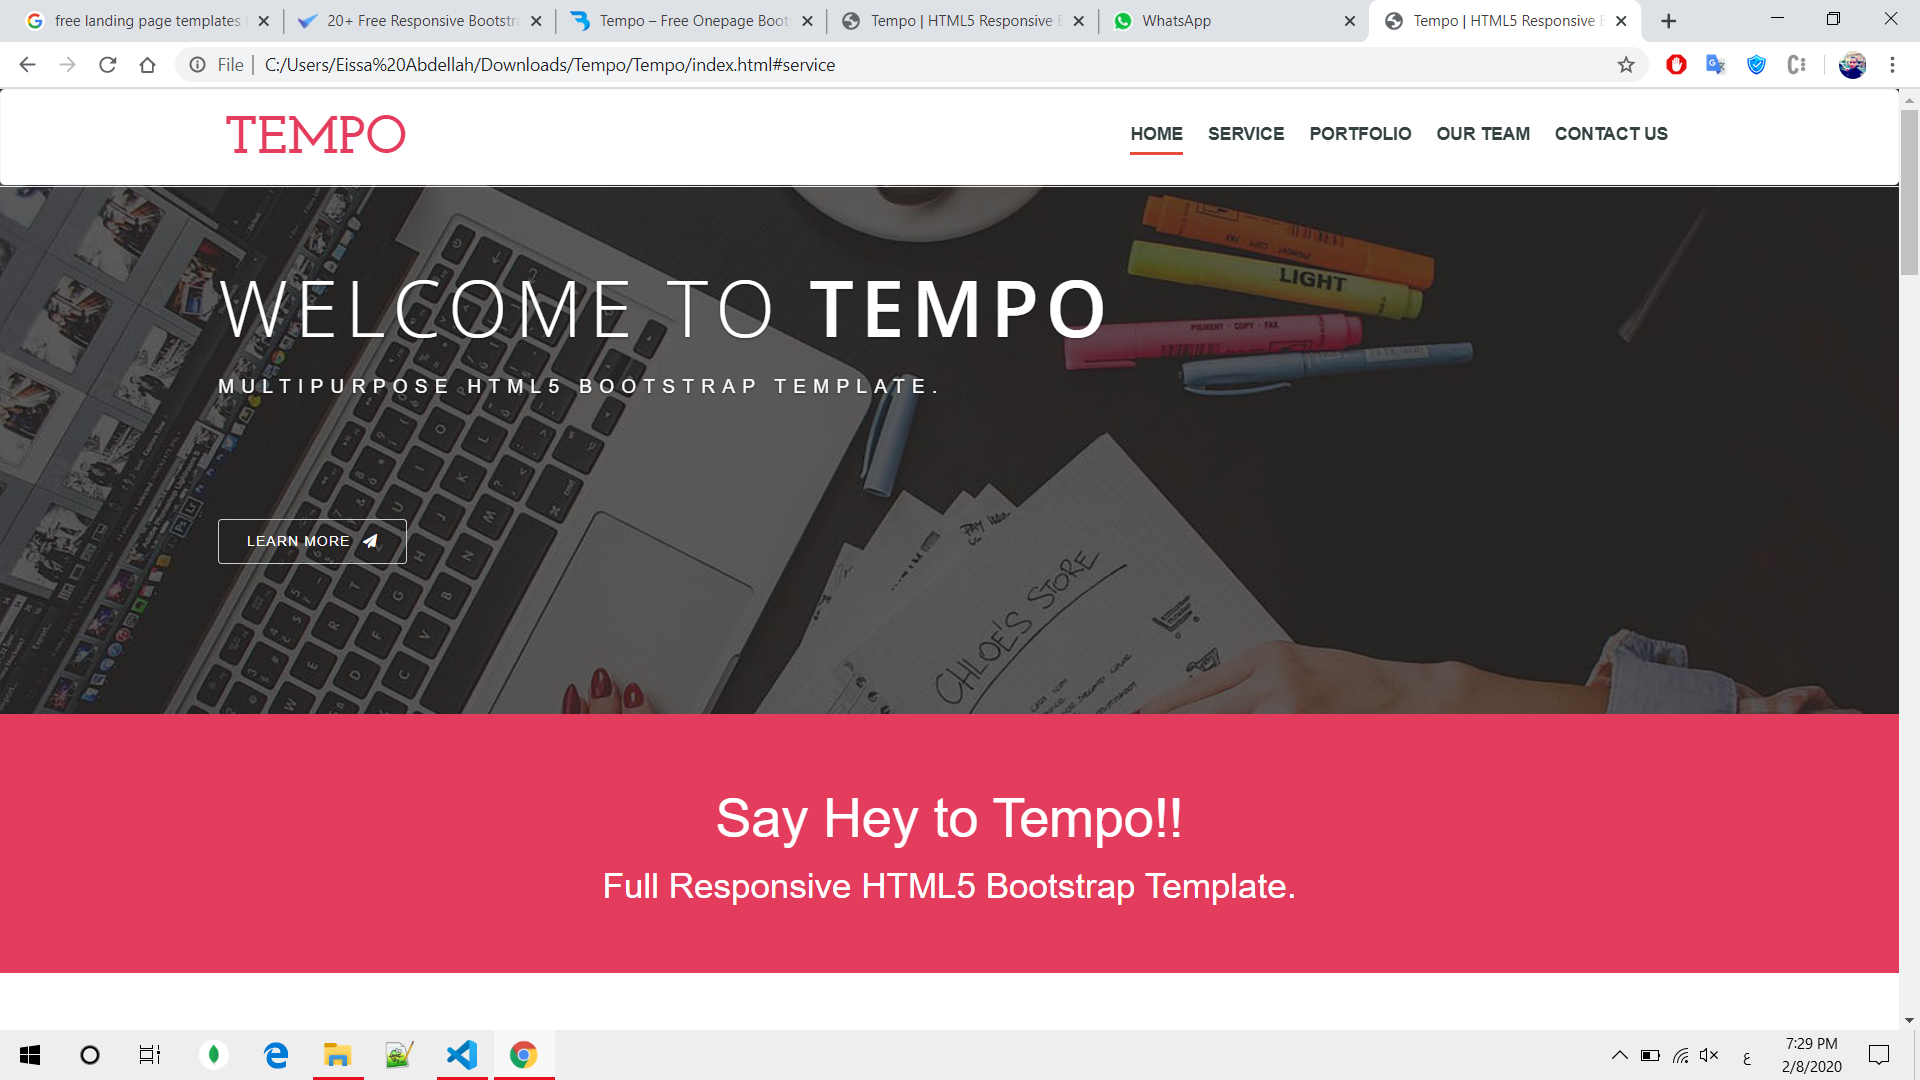 free landing page templates
20+ Free Responsive Bootstr
Tempo – Free Onepage Boot
Tempo | HTML5 Responsive
WhatsApp
Tempo | HTML5 Responsive
File | C:/Users/Eissa%20Abdellah/Downloads/Tempo/Tempo/index.html#service
TEMPO
HOME SERVICE PORTFOLIO OUR TEAM CONTACT US
LIGHT
PIGMENT · COPY · FAX
WELCOME TO TEMPO
MULTIPURPOSE HTML5 BOOTSTRAP TEMPLATE.
LEARN MORE
CHLOE'S STORE
Say Hey to Tempo!!
Full Responsive HTML5 Bootstrap Template.
ع
7:29 PM
2/8/2020